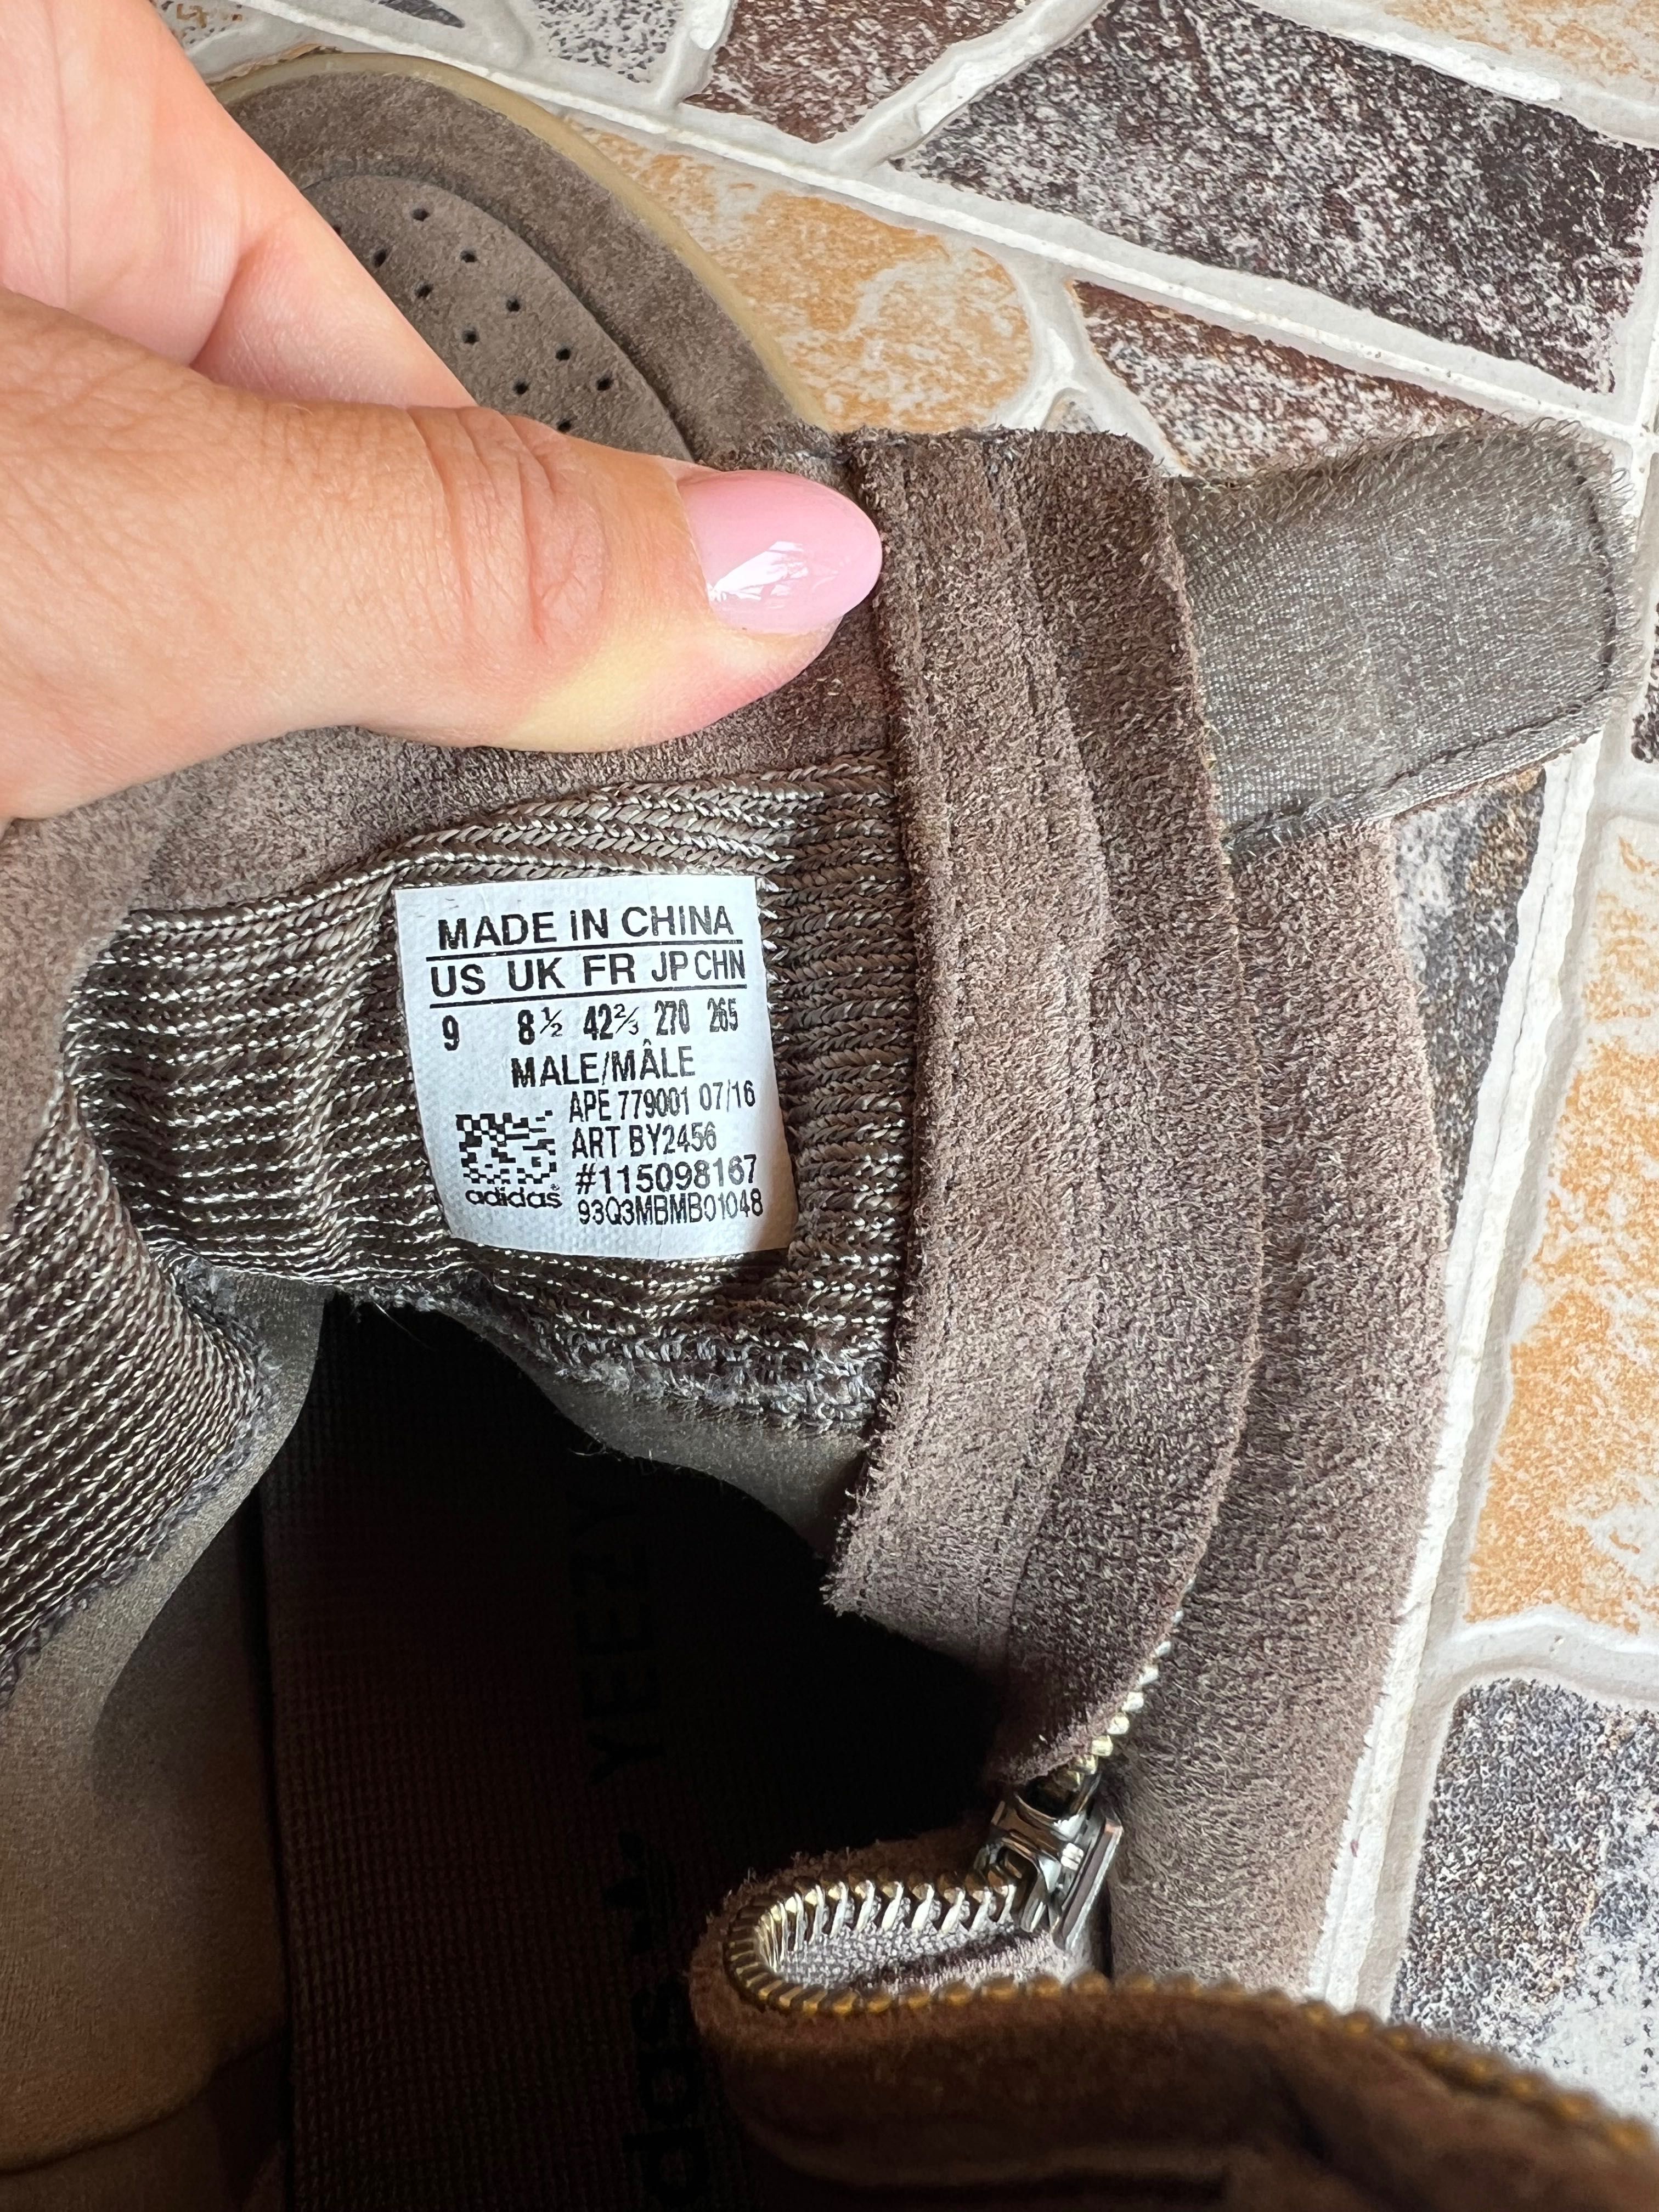 MADE IN CHINA
US UK FR JP CHN
9 8½ 42⅔ 270 265
MALE/MÂLE
APE 779001 07/16
ART BY2456
#115098167
93Q3MBMB01048
adidas
YEEZY